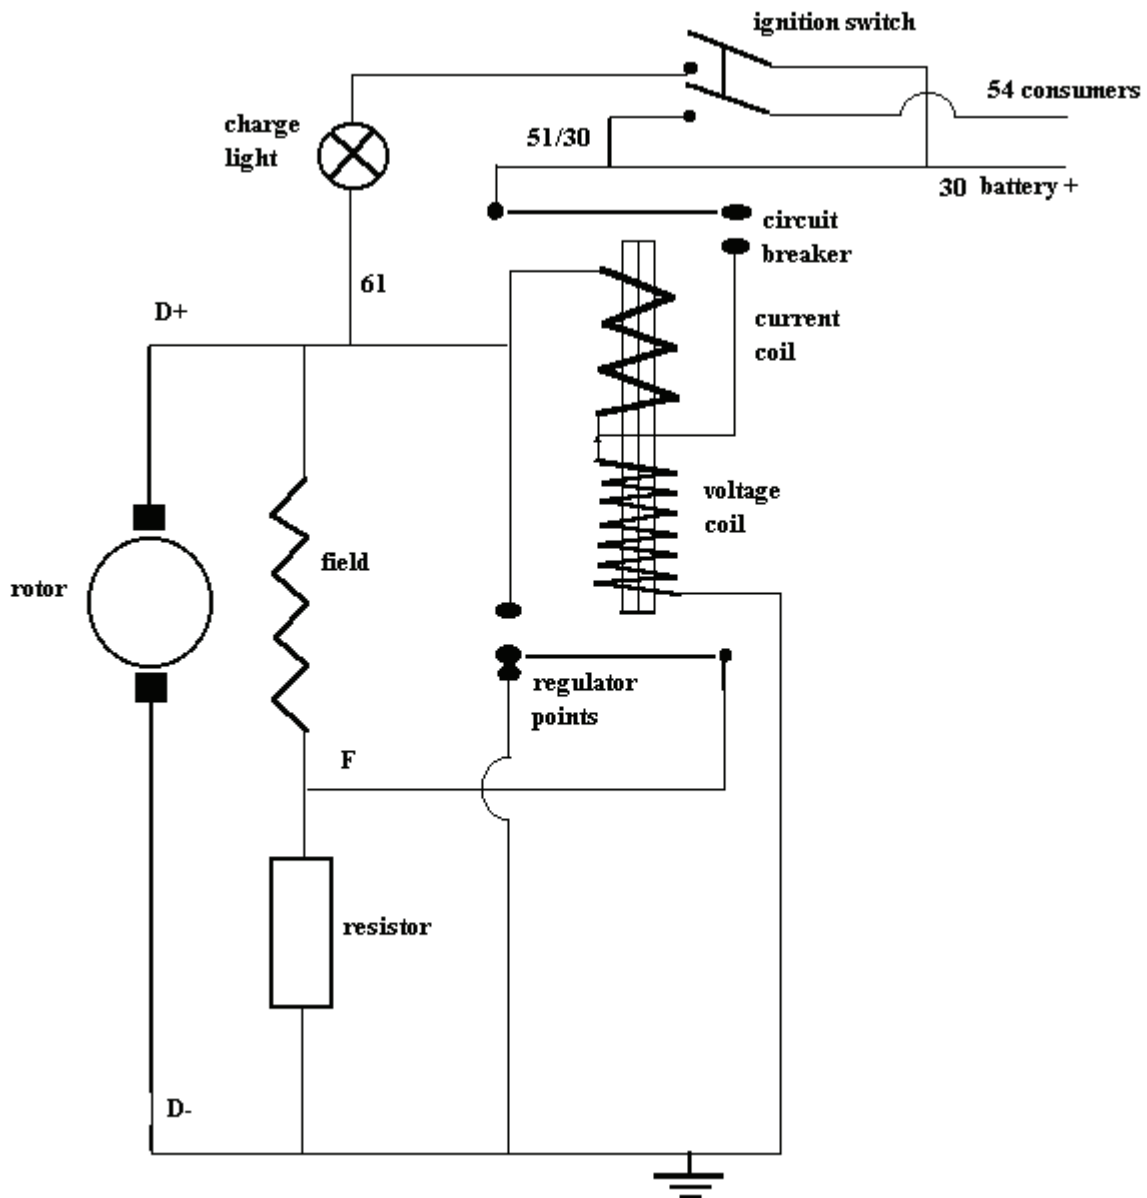 ignition switch
54 consumers
charge
light
51/30
30 battery +
circuit
breaker
61
D+
current
coil
voltage
coil
field
rotor
regulator
points
F
resistor
D-